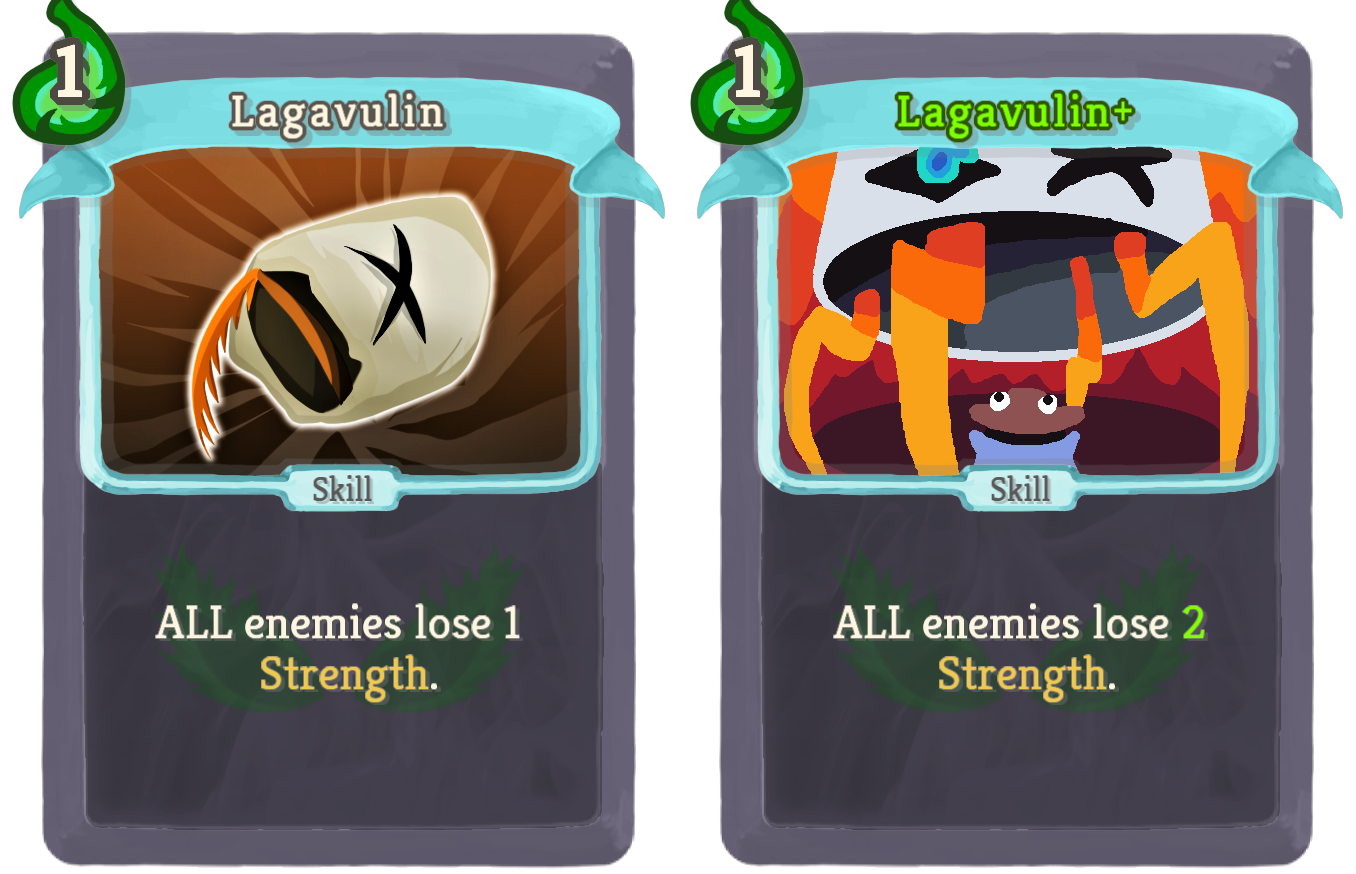 1
Lagavulin
Skill
ALL enemies lose 1
Strength.
1
Lagavulin+
Skill
ALL enemies lose 2
Strength.